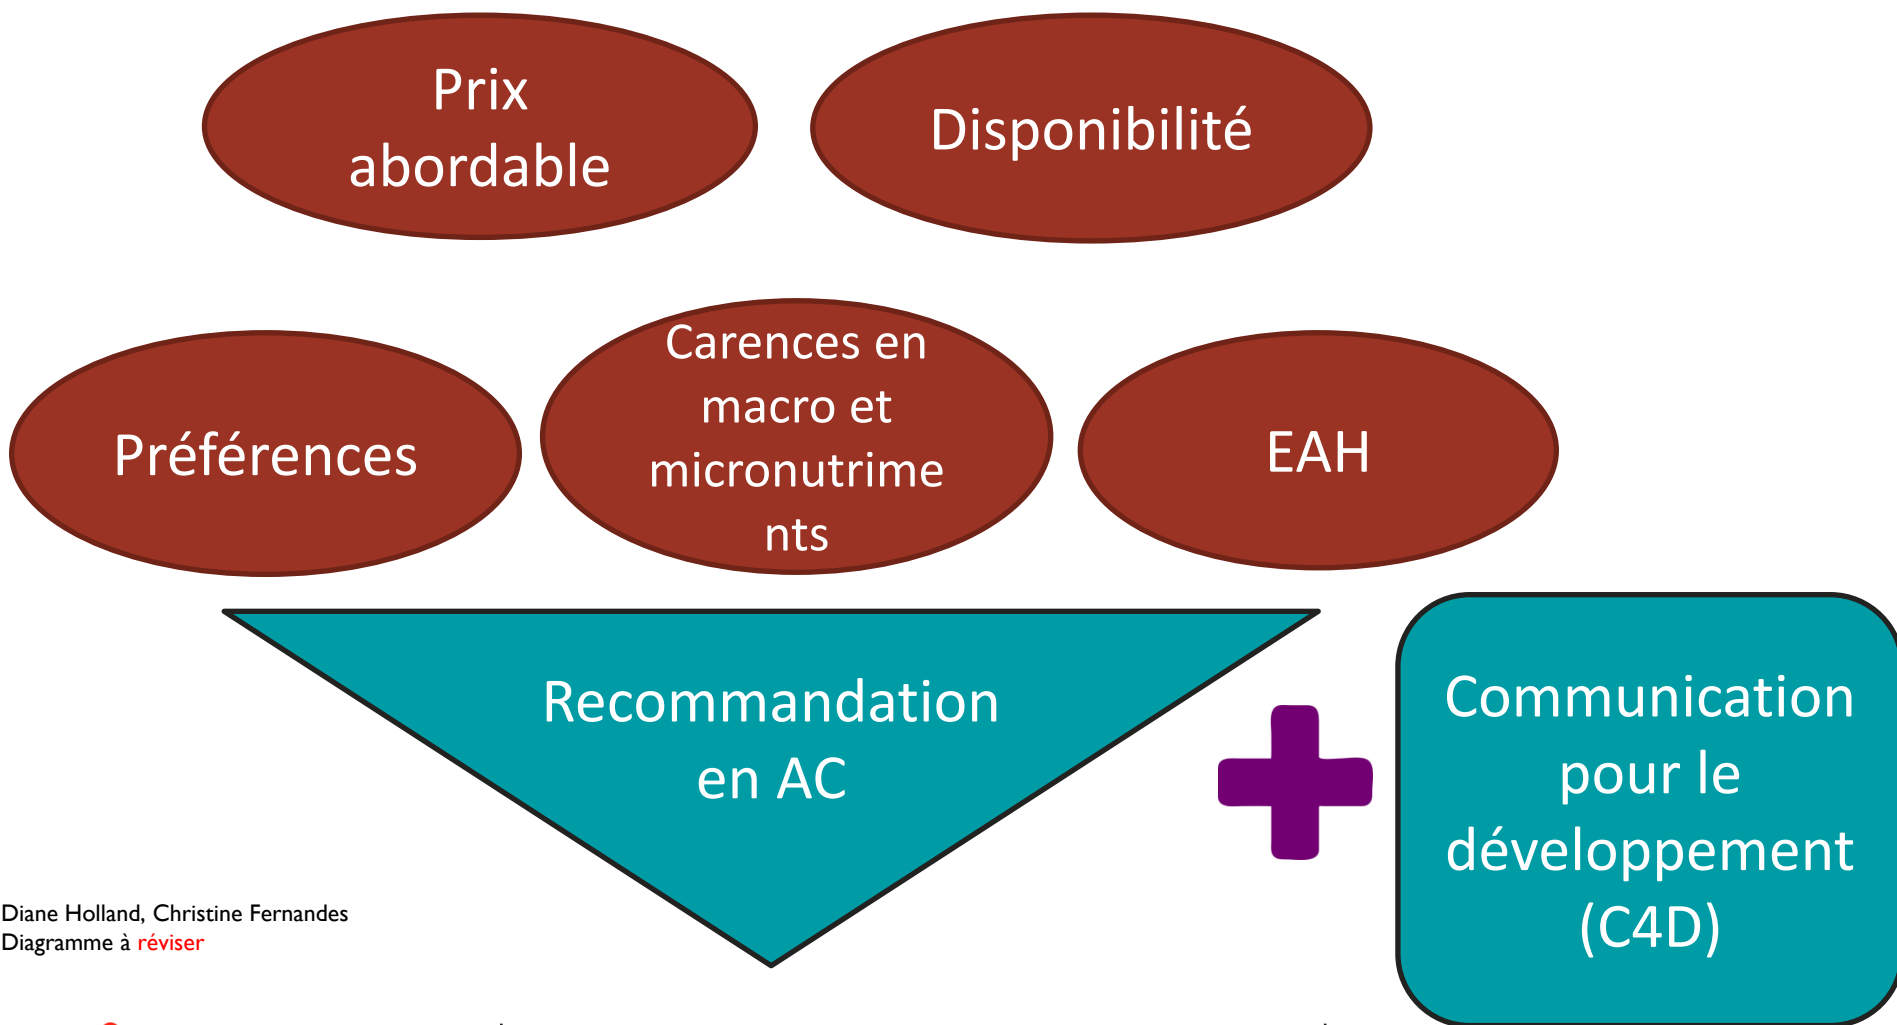 Prix
abordable
Disponibilité
Préférences
Carences en
macro et
micronutrime
nts
EAH
Recommandation
en AC
Communication
pour le
développement
(C4D)
Diane Holland, Christine Fernandes
Diagramme à réviser